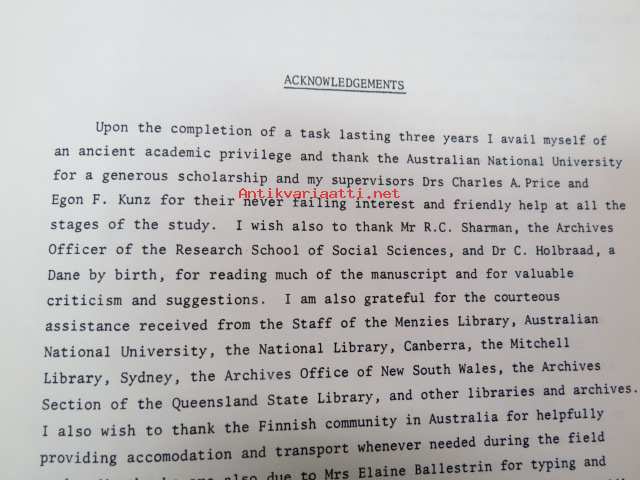 ACKNOWLEDGEMENTS
Upon the completion of a task lasting three years I avail myself of
an ancient academic privilege and thank the Australian National University
for a generous scholarship and my supervisors Drs Charles A. Price and
Antikvariaatti.net
Egon F. Kunz for their never failing interest and friendly help at all the
stages of the study. I wish also to thank Mr R.C. Sharman, the Archives
Officer of the Research School of Social Sciences, and Dr C. Holbraad, a
Dane by birth, for reading much of the manuscript and for valuable
criticism and suggestions. I am also grateful for the courteous
assistance received from the Staff of the Menzies Library, Australian
National University, the National Library, Canberra, the Mitchell
Library, Sydney, the Archives Office of New South Wales, the Archives
Section of the Queensland State Library, and other libraries and archives.
I also wish to thank the Finnish community in Australia for helpfully
providing accomodation and transport whenever needed during the field
also due to Mrs Elaine Ballestrin for typing and